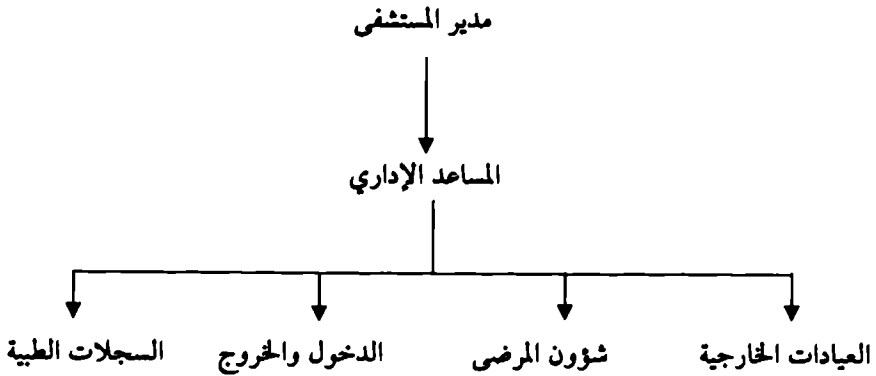 مدير المستشفى
المساعد الإداري
العيادات الخارجية
شؤون المرضى
الدخول والخروج
السجلات الطبية